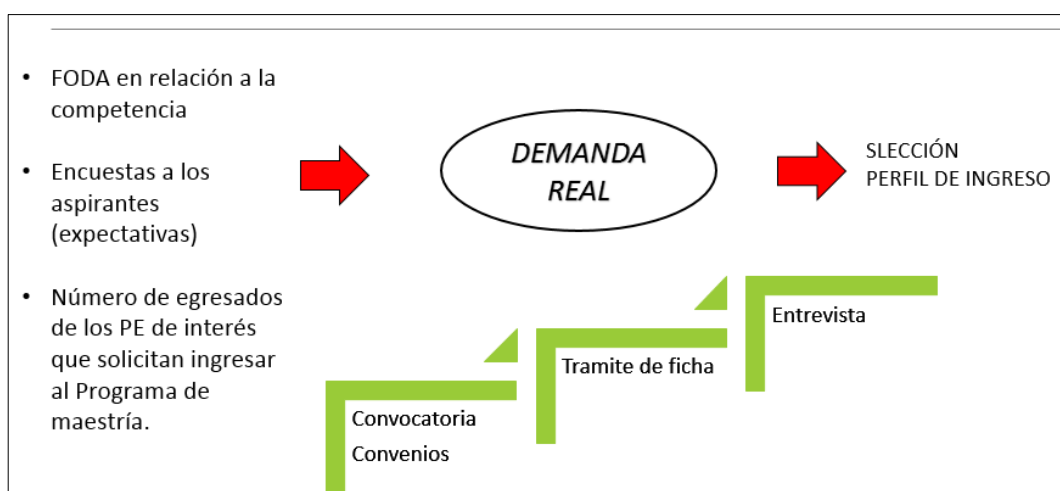 • FODA en relación a la
competencia
• Encuestas a los
aspirantes
(expectativas)
• Número de egresados
de los PE de interés
que solicitan ingresar
al Programa de
maestría.
DEMANDA
REAL
SLECCIÓN
PERFIL DE INGRESO
Convocatoria
Convenios
Tramite de ficha
Entrevista